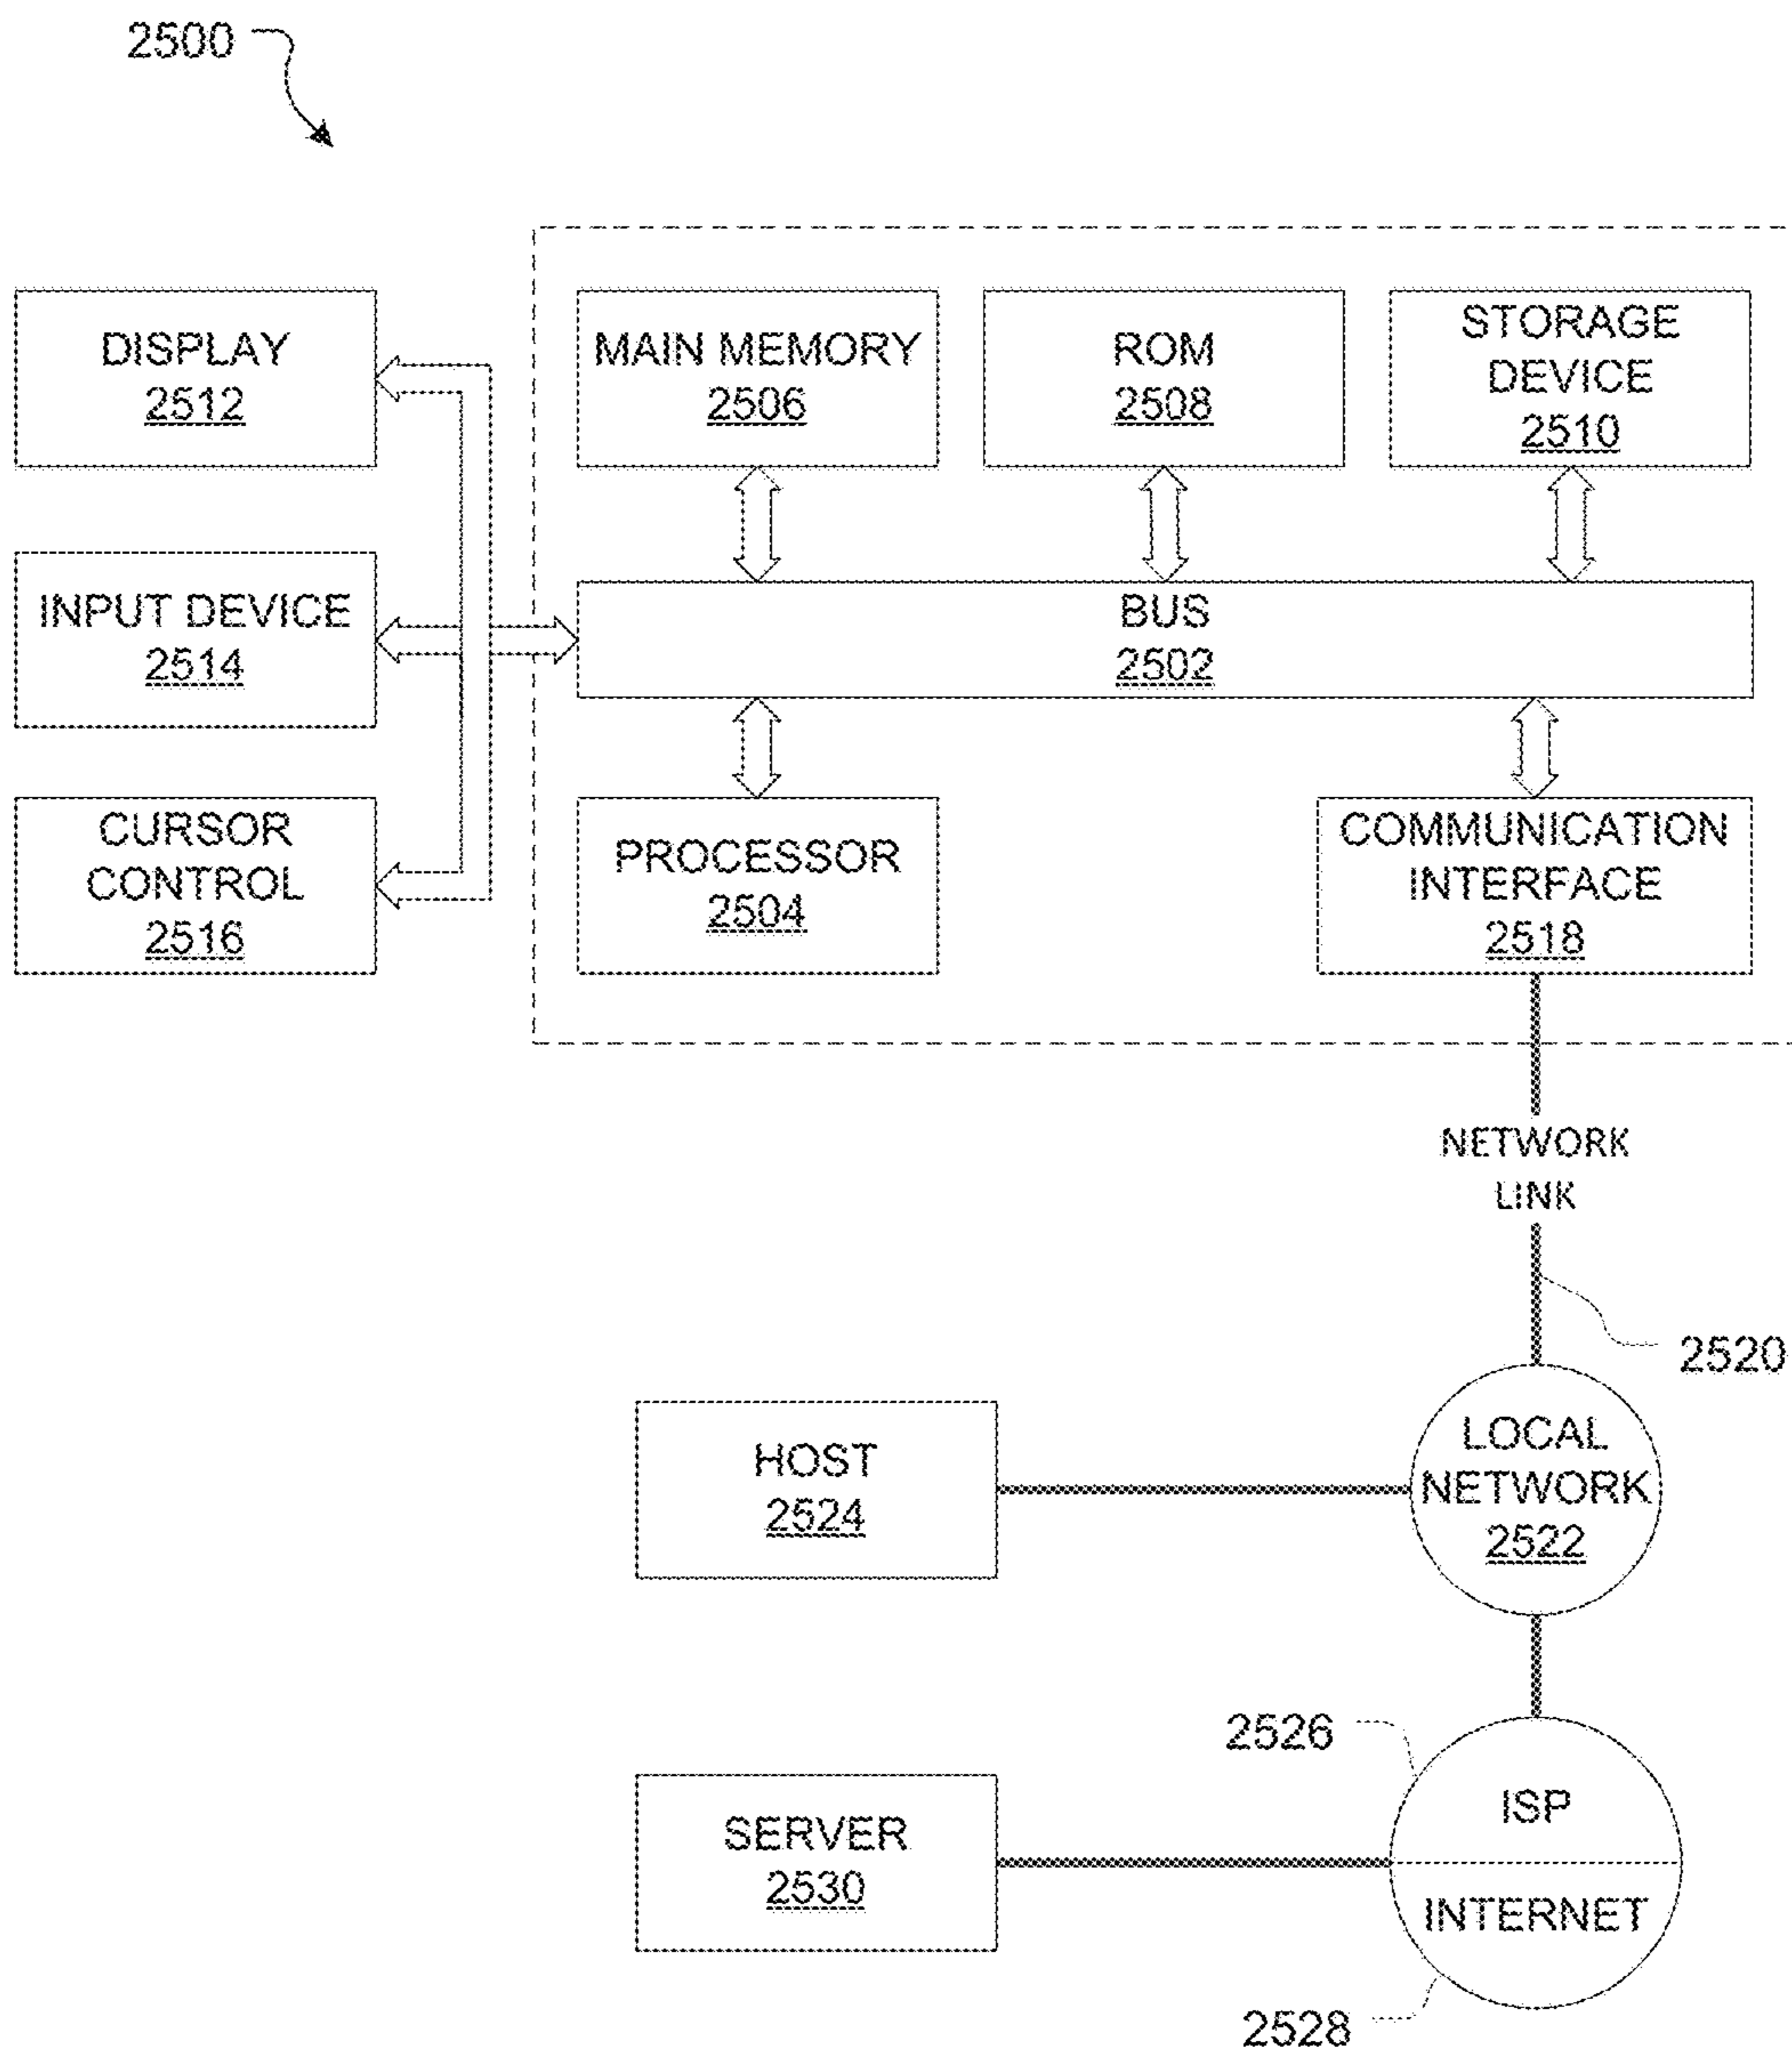 2500
DISPLAY
2512
MAIN MEMORY
2506
ROM
2508
STORAGE
DEVICE
2510
INPUT DEVICE
2514
BUS
2502
CURSOR
CONTROL
2516
PROCESSOR
2504
COMMUNICATION
INTERFACE
2518
NETWORK
LINK
2520
HOST
2524
LOCAL
NETWORK
2522
2526
ISP
SERVER
2530
INTERNET
2528